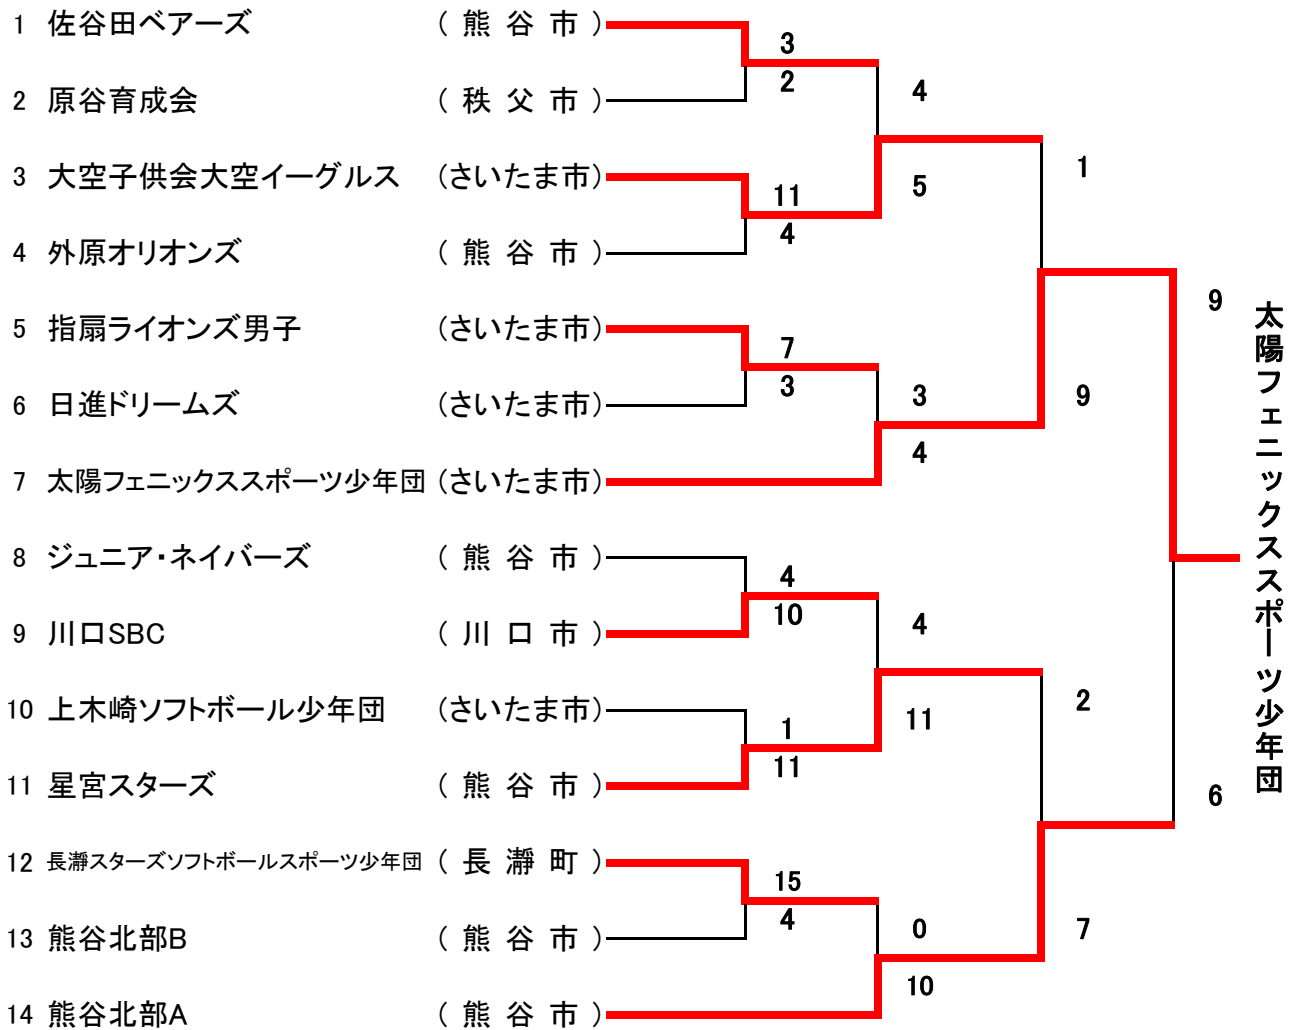 1 佐谷田ベアーズ (熊谷市)
3
2
2 原谷育成会 (秩父市)
4
3 大空子供会大空イーグルス (さいたま市)
11
4
5
1
4 外原オリオンズ (熊谷市)
5 指扇ライオンズ男子 (さいたま市)
7
3
9
6 日進ドリームズ (さいたま市)
3
4
9
7 太陽フェニックススポーツ少年団 (さいたま市)
8 ジュニア・ネイバーズ (熊谷市)
4
10
9 川口SBC (川口市)
4
10 上木崎ソフトボール少年団 (さいたま市)
1
11
11
2
11 星宮スターズ (熊谷市)
6
12 長瀞スターズソフトボールスポーツ少年団 (長瀞町)
15
4
13 熊谷北部B (熊谷市)
0
10
7
14 熊谷北部A (熊谷市)
太陽フェニックススポーツ少年団